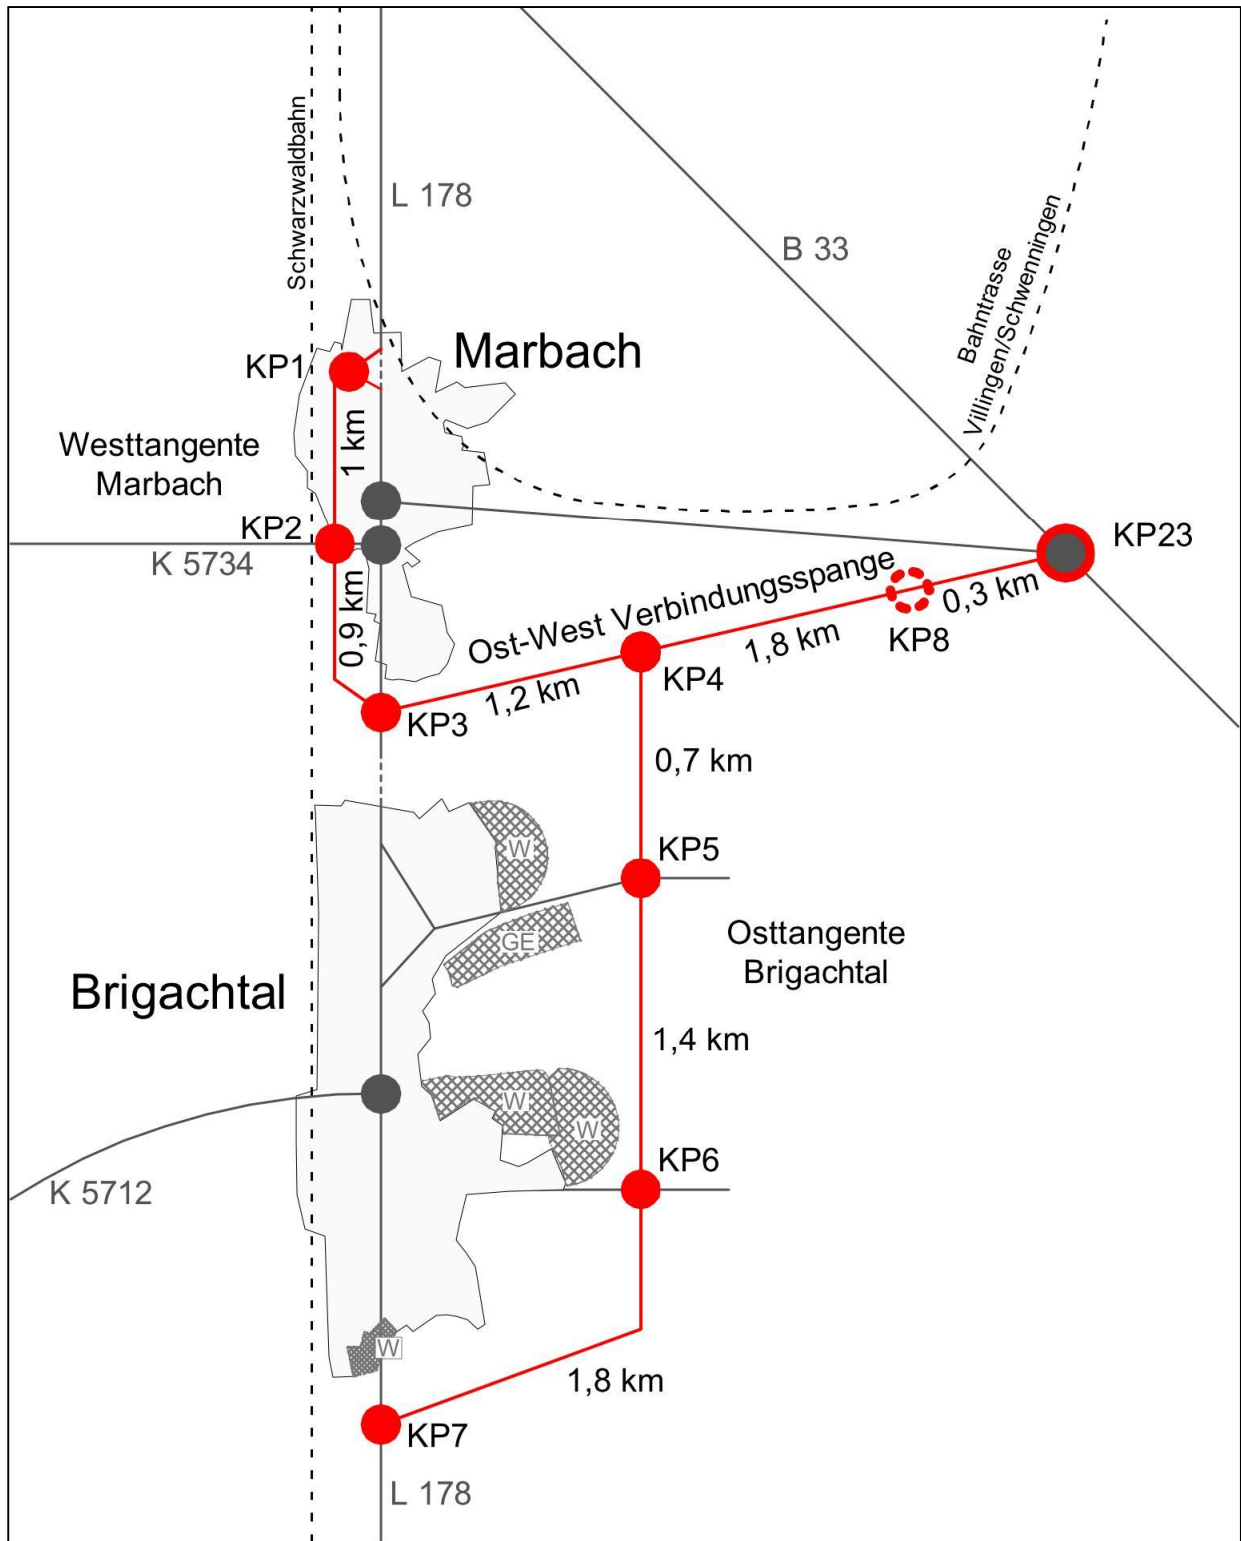 Schwarzwaldbahn
L 178
B 33
Bahntrasse
Villingen/Schwenningen
Marbach
KP1
1 km
Westtangente
Marbach
KP2
K 5734
KP23
0,9 km
Ost-West Verbindungsspange
0,3 km
KP8
1,8 km
KP4
1,2 km
KP3
0,7 km
W
KP5
GE
Osttangente
Brigachtal
Brigachtal
1,4 km
W
W
KP6
K 5712
W
1,8 km
KP7
L 178